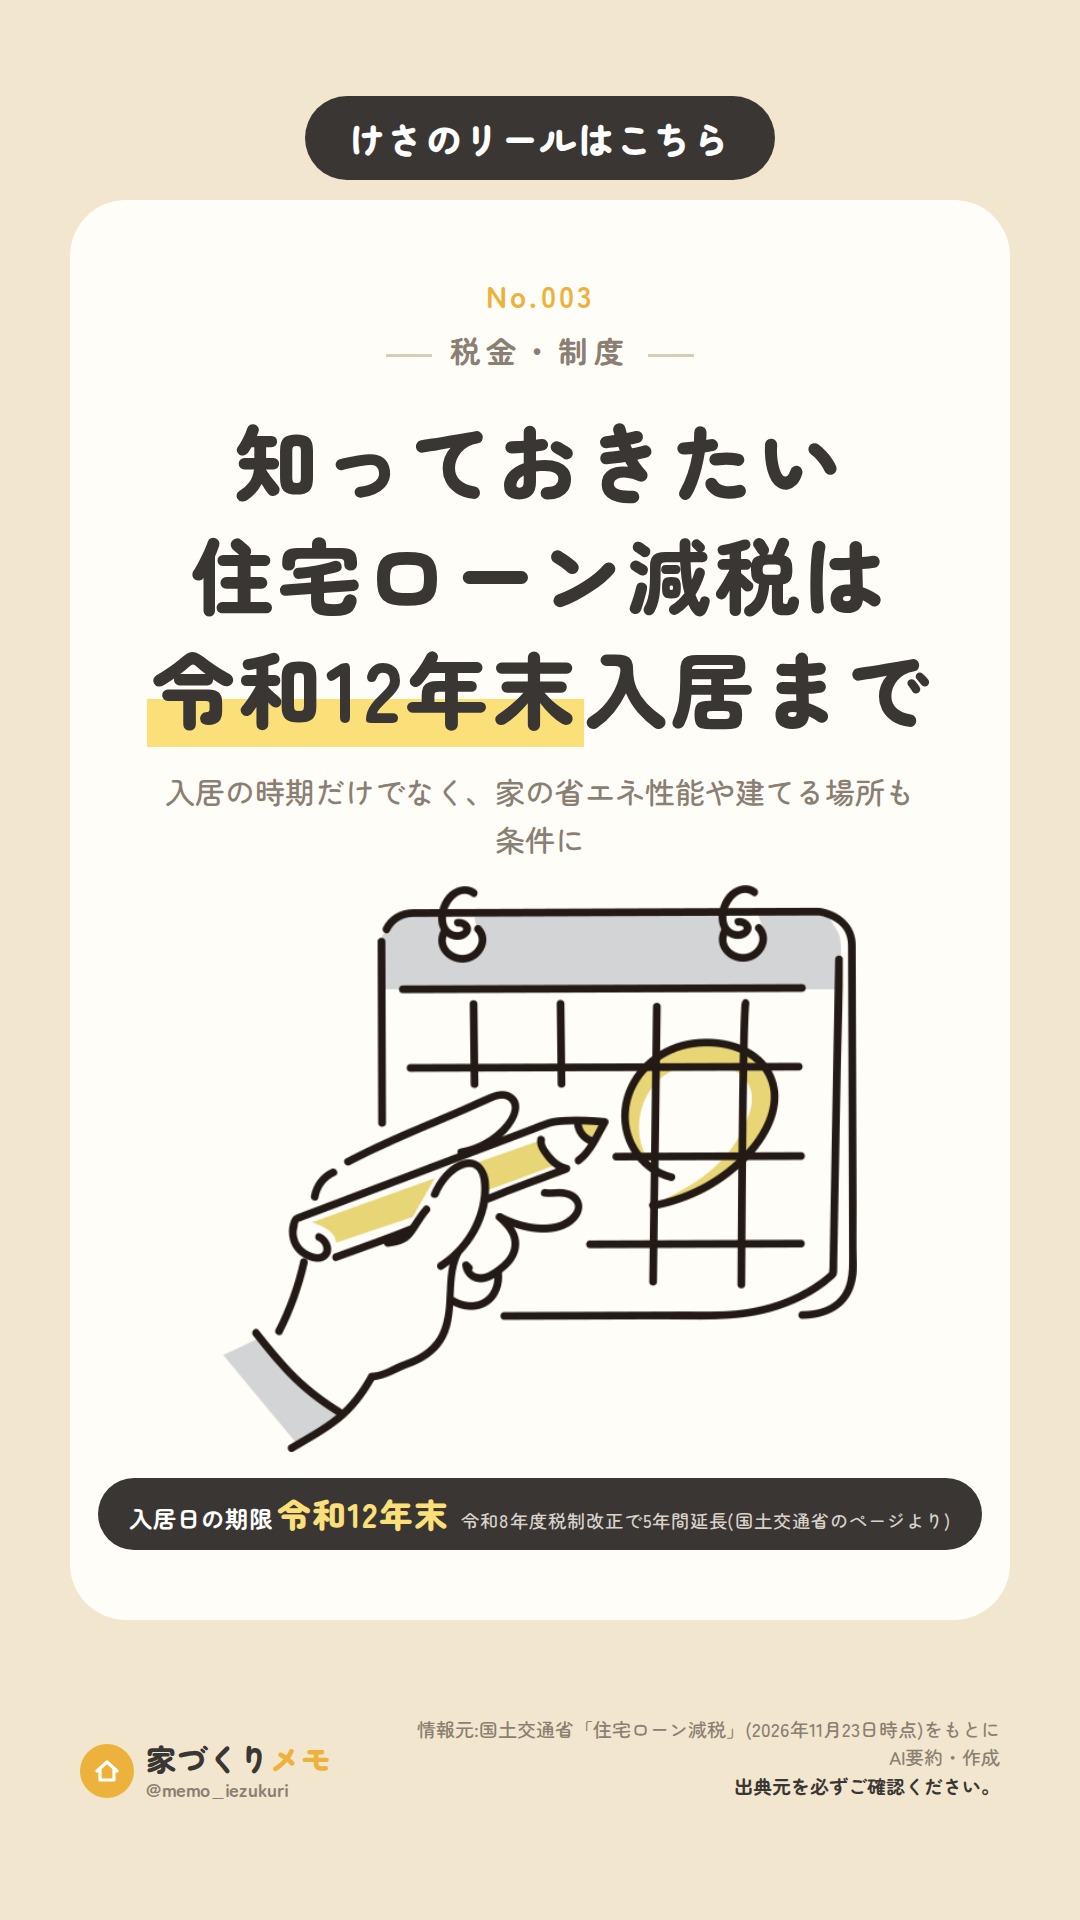 けさのリールはこちら
No.003
税金・制度
知っておきたい
住宅ローン減税は
令和12年末入居まで
入居の時期だけでなく、家の省エネ性能や建てる場所も
条件に
入居日の期限 令和12年末 令和8年度税制改正で5年間延長(国土交通省のページより)
情報元:国土交通省「住宅ローン減税」(2026年11月23日時点)をもとに
AI要約・作成
出典元を必ずご確認ください。
家づくりメモ
@memo_iezukuri